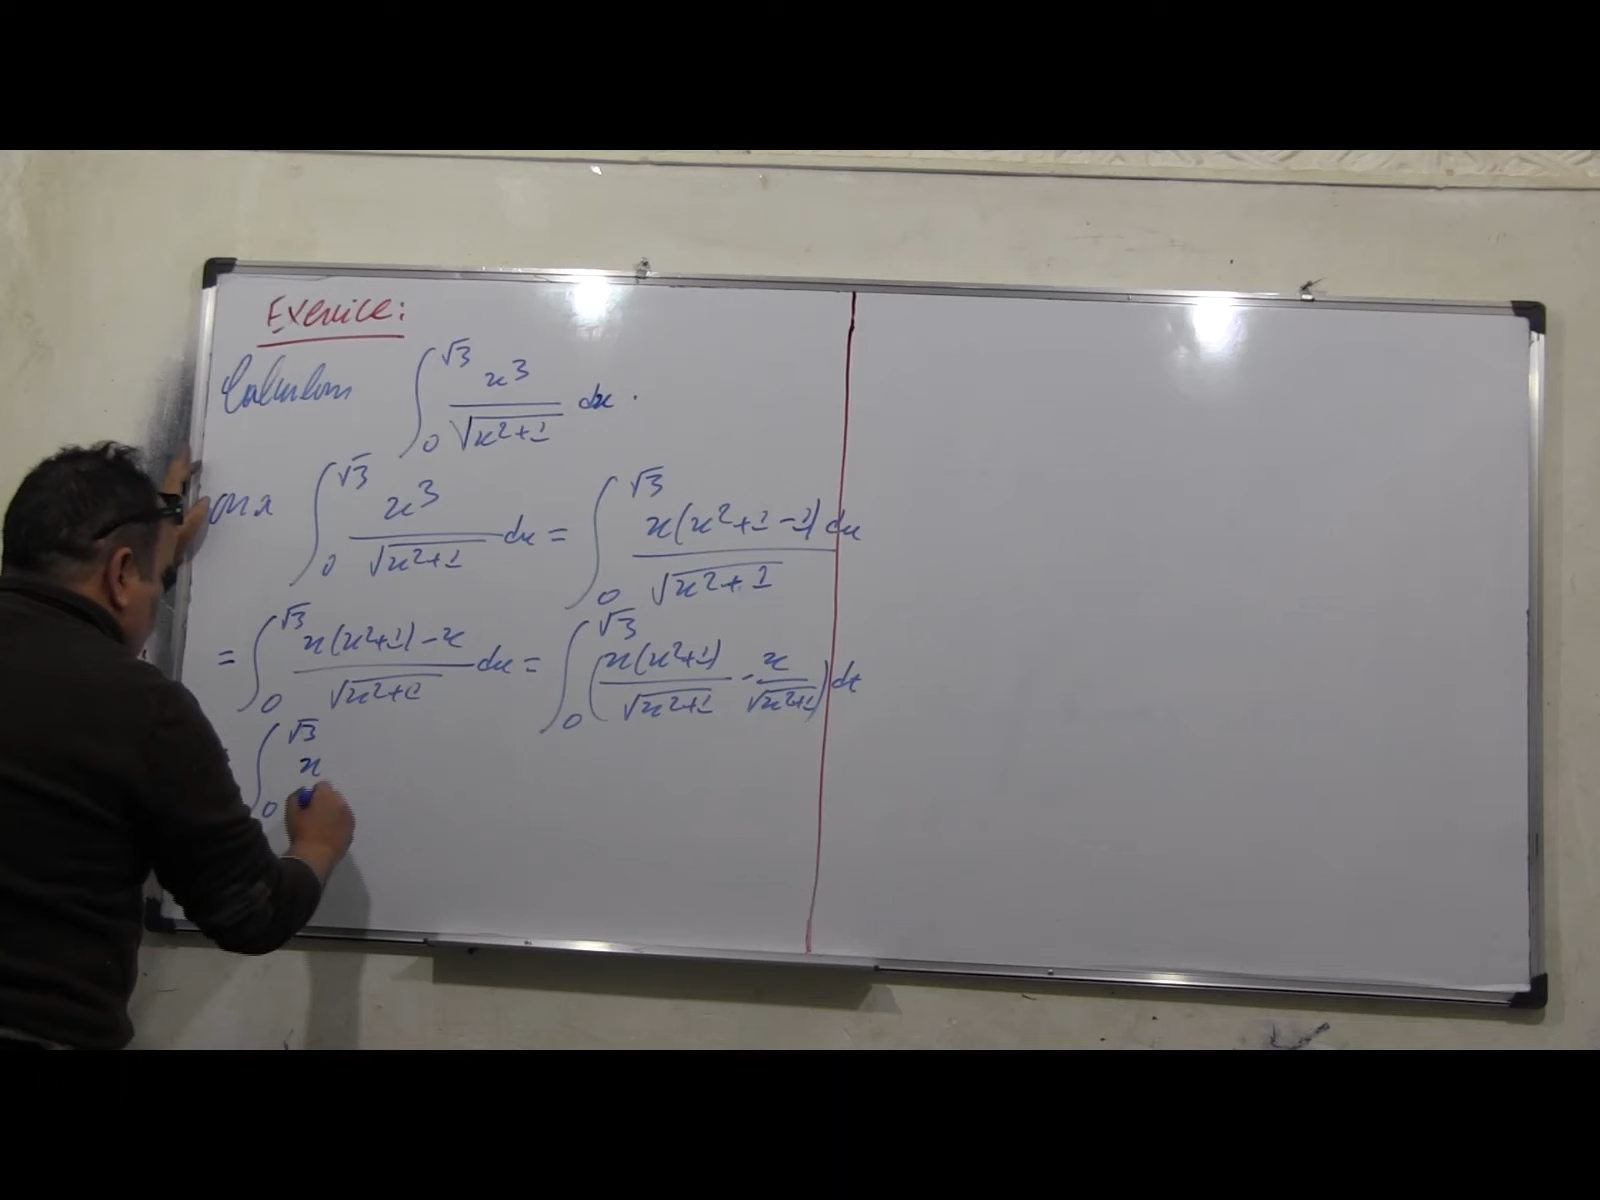 Exercice:
Calculons ∫₀^√3 x³/√(x²+1) dx.
on a ∫₀^√3 x³/√(x²+1) dx = ∫₀^√3 x(x²+1-1)dx/√(x²+1)
= ∫₀^√3 (x(x²+1)-x)/√(x²+1) dx = ∫₀^√3 (x(x²+1)/√(x²+1) - x/√(x²+1)) dx
∫₀^√3 x